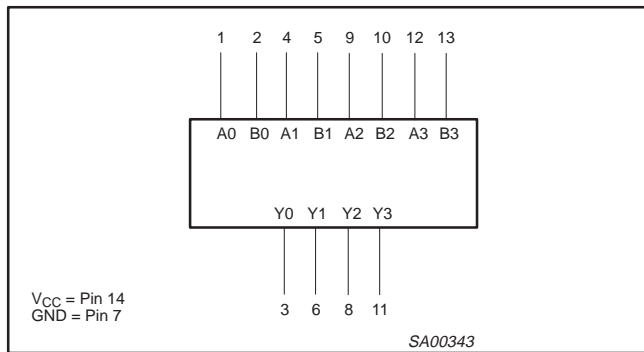 1 2 4 5 9 10 12 13
A0 B0 A1 B1 A2 B2 A3 B3
Y0 Y1 Y2 Y3
3 6 8 11
VCC = Pin 14
GND = Pin 7
SA00343